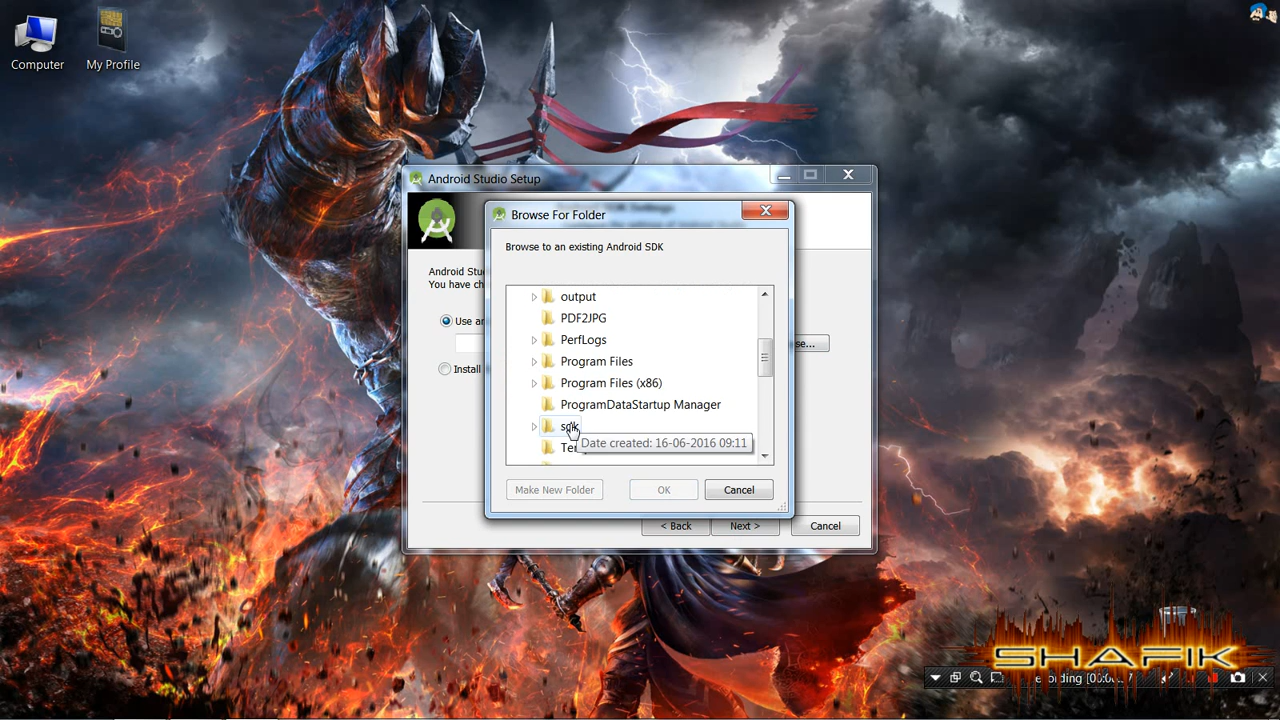 Computer
My Profile
Android Studio Setup
Browse For Folder
Browse to an existing Android SDK
Android Stu
You have ch
Use an
Install
output
PDF2JPG
PerfLogs
Program Files
Program Files (x86)
ProgramDataStartup Manager
sdk
Date created: 16-06-2016 09:11
Make New Folder
OK
Cancel
< Back
Next >
Cancel
SHAFIK